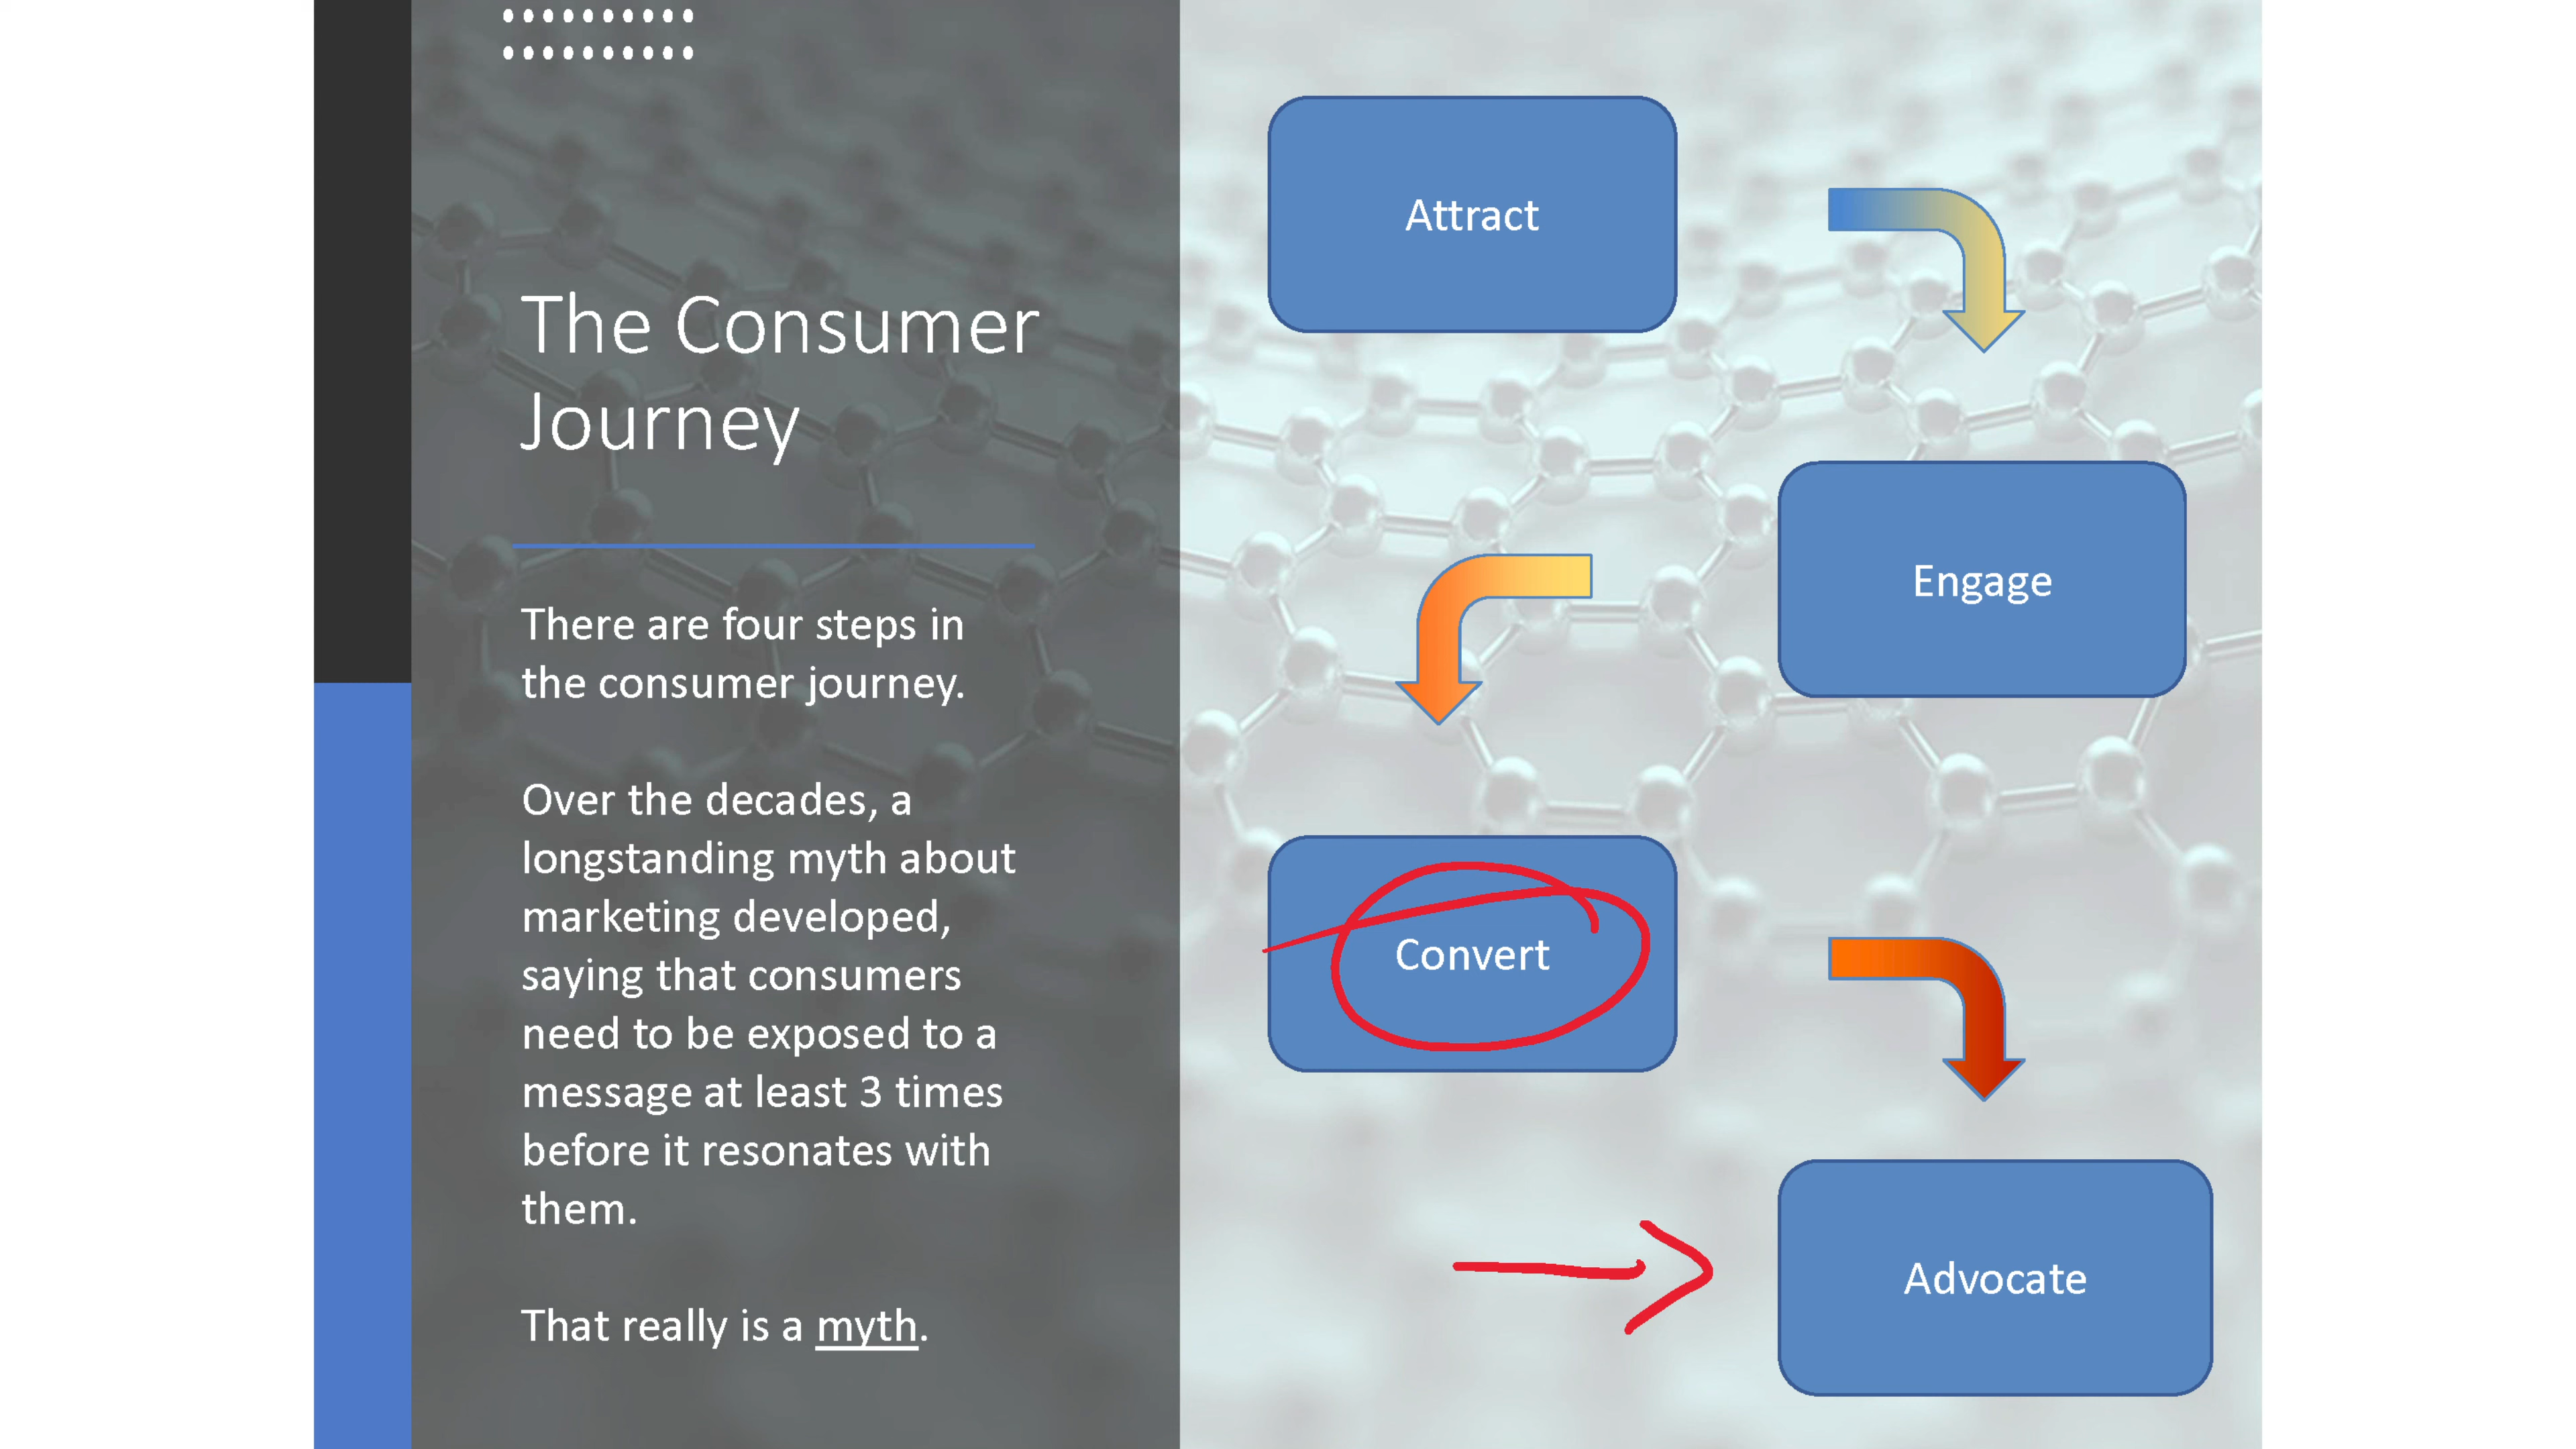 The Consumer
Journey
There are four steps in
the consumer journey.
Over the decades, a
longstanding myth about
marketing developed,
saying that consumers
need to be exposed to a
message at least 3 times
before it resonates with
them.
That really is a myth.
Attract
Engage
Convert
Advocate